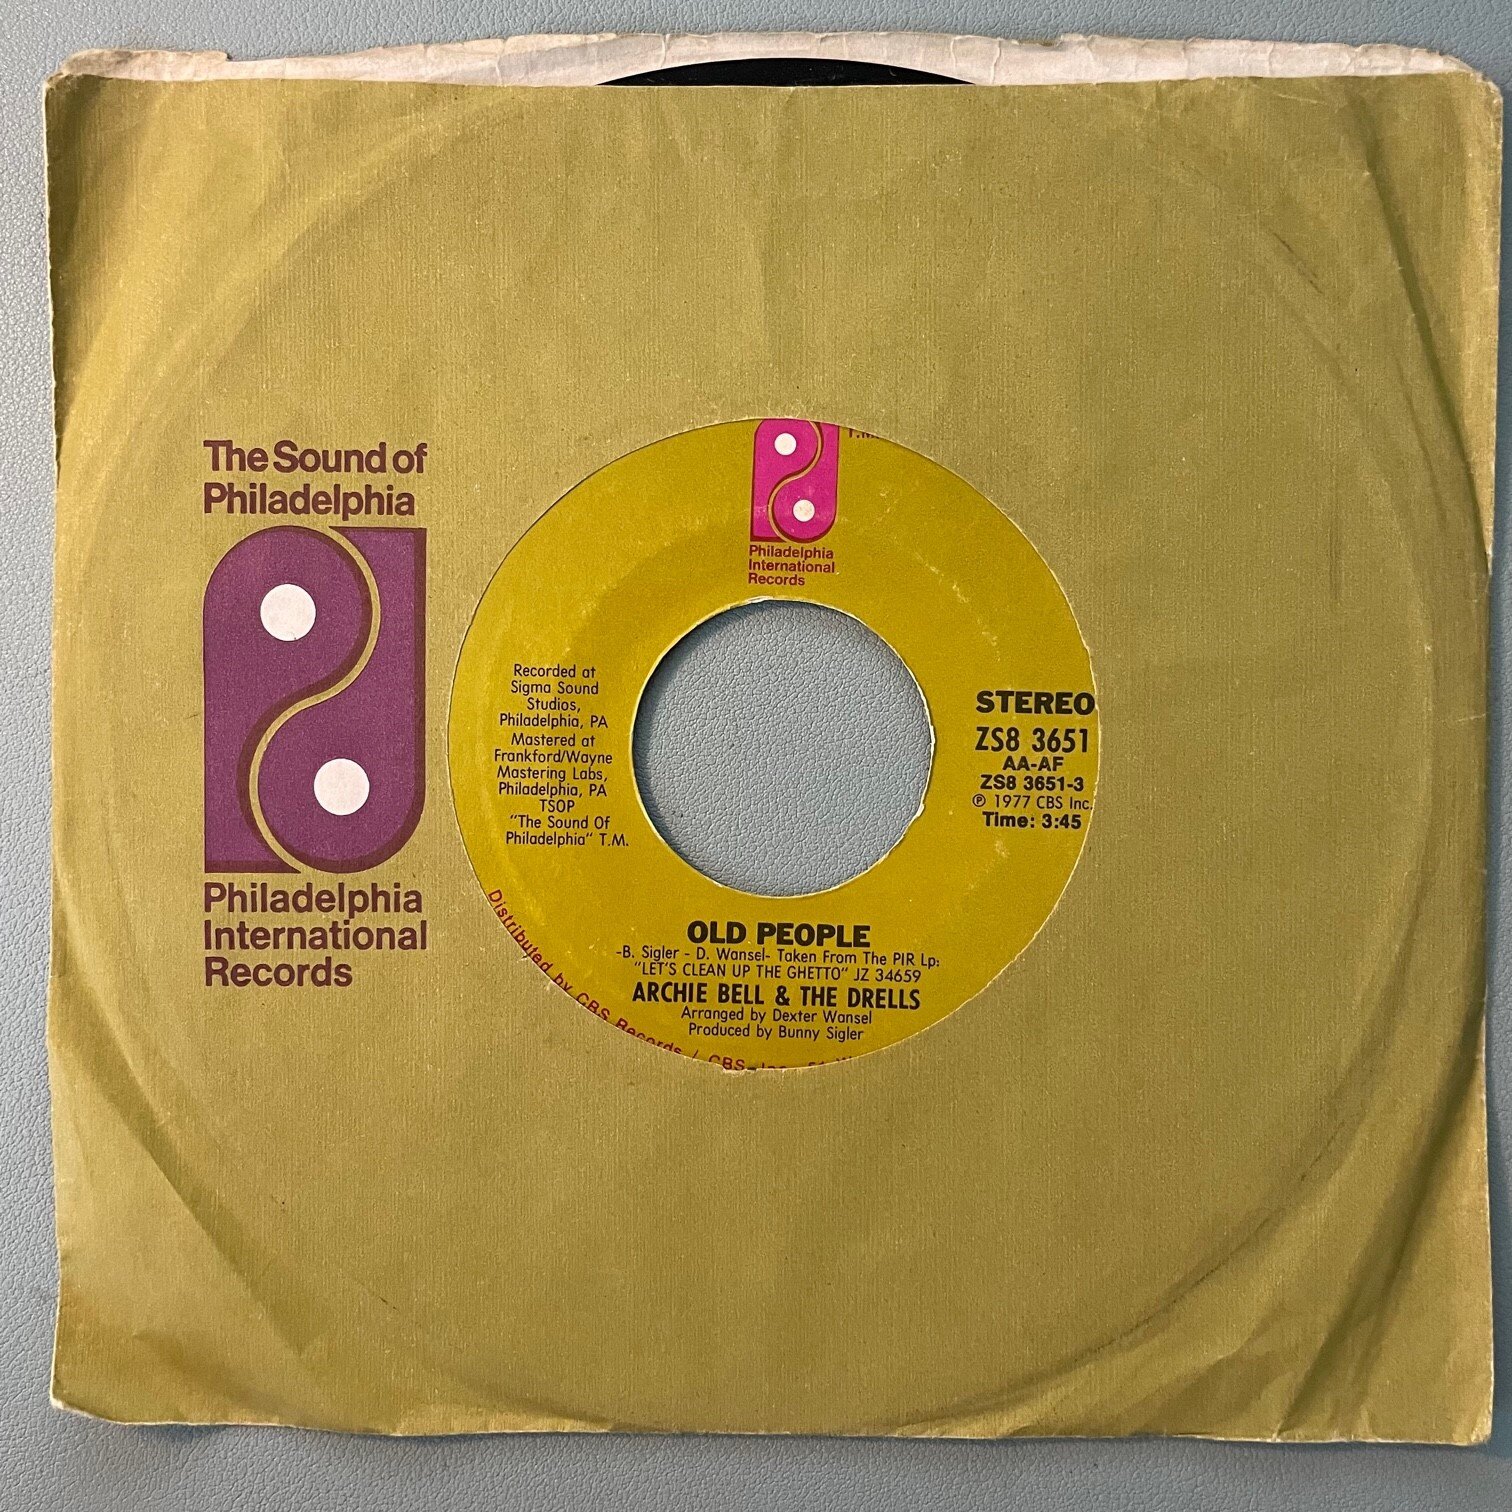 The Sound of
Philadelphia
Philadelphia
International
Records
T.M.
Philadelphia
International
Records
Recorded at
Sigma Sound
Studios,
Philadelphia, PA
Mastered at
Frankford/Wayne
Mastering Labs,
Philadelphia, PA
TSOP
"The Sound Of
Philadelphia" T.M.
STEREO
ZS8 3651
AA-AF
ZS8 3651-3
℗ 1977 CBS Inc.
Time: 3:45
OLD PEOPLE
-B. Sigler - D. Wansel- Taken From The PIR Lp:
"LET'S CLEAN UP THE GHETTO" JZ 34659
ARCHIE BELL & THE DRELLS
Arranged by Dexter Wansel
Produced by Bunny Sigler
Distributed by CBS Records / CBS Inc.